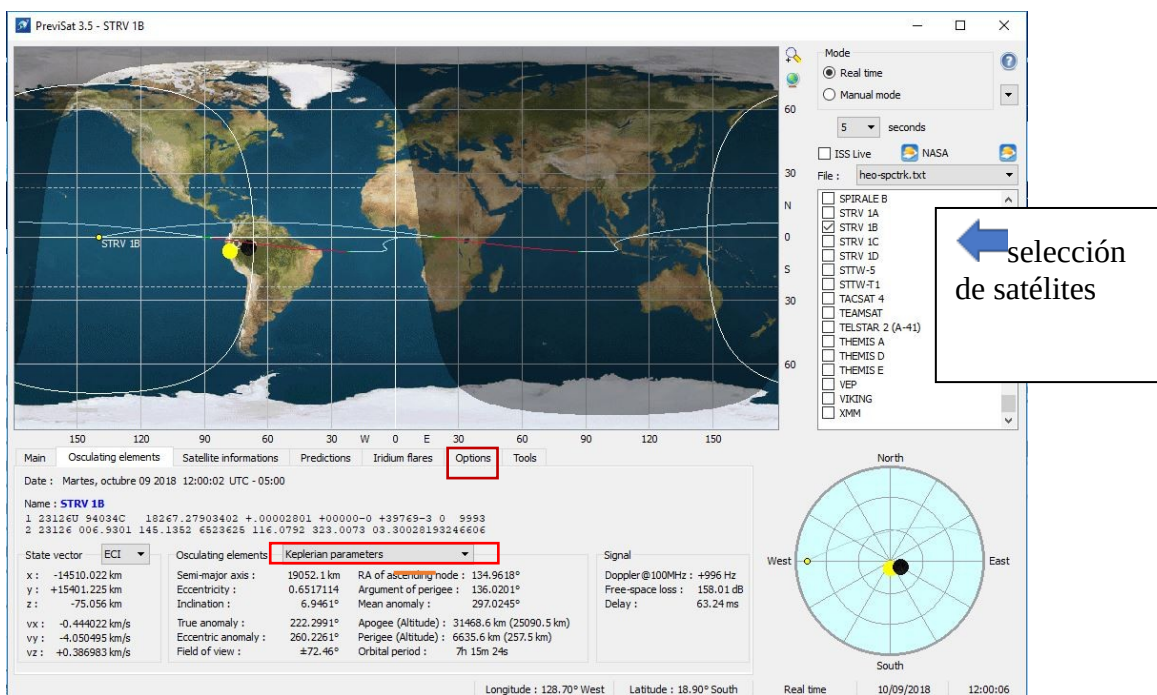 PreviSat 3.5 - STRV 1B
STRV 1B
60
30
N
0
S
30
60
150 120 90 60 30 W 0 E 30 60 90 120 150
Mode
Real time
Manual mode
5 seconds
ISS Live NASA
File : heo-spctrk.txt
SPIRALE B
STRV 1A
STRV 1B
STRV 1C
STRV 1D
STTW-5
STTW-T1
TACSAT 4
TEAMSAT
TELSTAR 2 (A-41)
THEMIS A
THEMIS D
THEMIS E
VEP
VIKING
XMM
selección
de satélites
Main Osculating elements Satellite informations Predictions Iridium flares Options Tools
Date : Martes, octubre 09 2018 12:00:02 UTC - 05:00
Name : STRV 1B
1 23126U 94034C 18267.27903402 +.00002801 +00000-0 +39769-3 0 9993
2 23126 006.9301 145.1352 6523625 116.0792 323.0073 03.30028193246606
State vector ECI
x : -14510.022 km
y : +15401.225 km
z : -75.056 km
vx : -0.444022 km/s
vy : -4.050495 km/s
vz : +0.386983 km/s
Osculating elements Keplerian parameters
Semi-major axis : 19052.1 km RA of ascending node : 134.9618°
Eccentricity : 0.6517114 Argument of perigee : 136.0201°
Inclination : 6.9461° Mean anomaly : 297.0245°
True anomaly : 222.2991° Apogee (Altitude) : 31468.6 km (25090.5 km)
Eccentric anomaly : 260.2261° Perigee (Altitude) : 6635.6 km (257.5 km)
Field of view : ±72.46° Orbital period : 7h 15m 24s
Signal
Doppler@100MHz : +996 Hz
Free-space loss : 158.01 dB
Delay : 63.24 ms
North
West East
South
Longitude : 128.70° West Latitude : 18.90° South Real time 10/09/2018 12:00:06